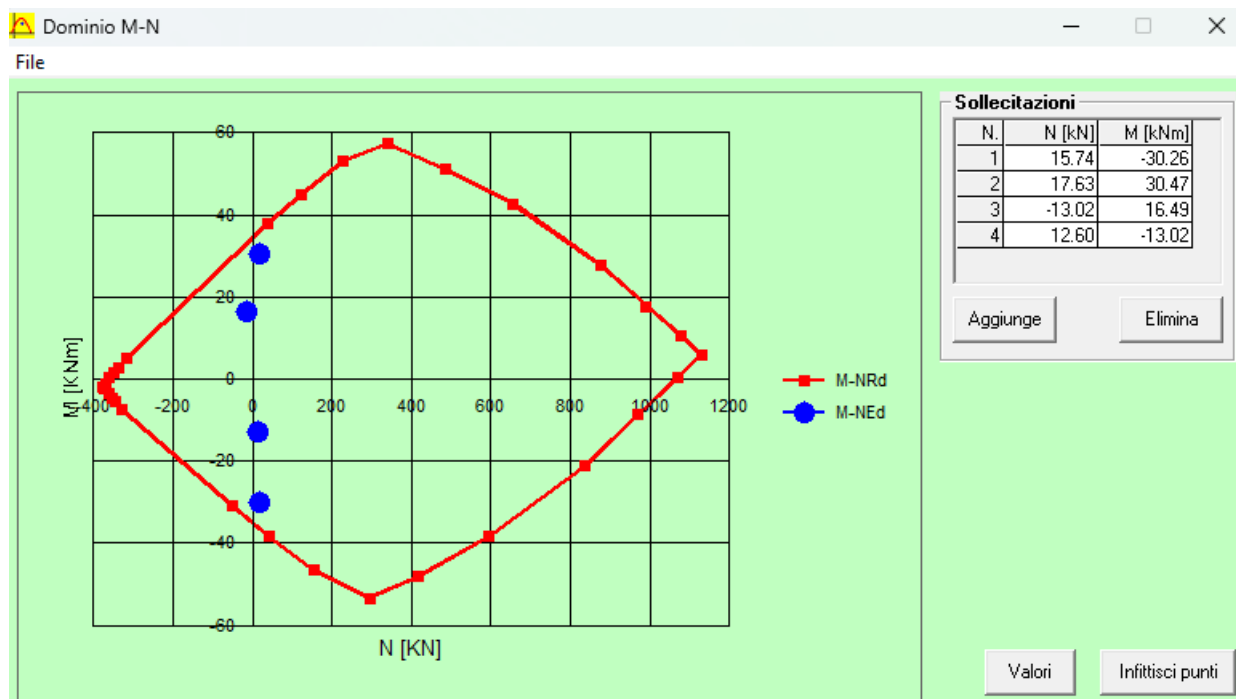 Dominio M-N
File
60
40
20
0
-20
-40
-60
-400 -200 0 200 400 600 800 1000 1200
M [KNm]
N [KN]
M-NRd
M-NEd
Sollecitazioni
N. N [kN] M [kNm]
1 15.74 -30.26
2 17.63 30.47
3 -13.02 16.49
4 12.60 -13.02
Aggiunge Elimina
Valori Infittisci punti